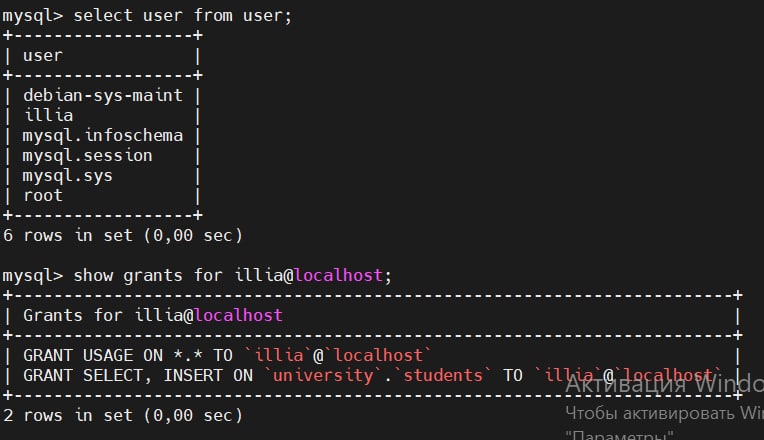 mysql> select user from user;
+------------------+
| user             |
+------------------+
| debian-sys-maint |
| illia            |
| mysql.infoschema |
| mysql.session    |
| mysql.sys        |
| root             |
+------------------+
6 rows in set (0,00 sec)
mysql> show grants for illia@localhost;
+-----------------------------------------------------------------------+
| Grants for illia@localhost                                            |
+-----------------------------------------------------------------------+
| GRANT USAGE ON *.* TO `illia`@`localhost`                             |
| GRANT SELECT, INSERT ON `university`.`students` TO `illia`@`localhost` |
+-----------------------------------------------------------------------+
2 rows in set (0,00 sec)
Активация Windo
Чтобы активировать Wi
"Параметры"